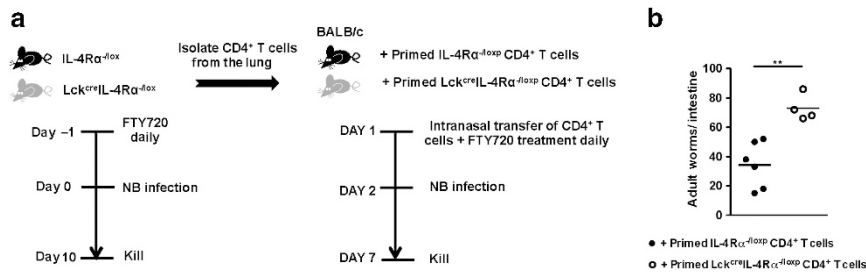 a
IL-4Rα⁻/lox
Lckcre IL-4Rα⁻/lox
Isolate CD4⁺ T cells
from the lung
BALB/c
+ Primed IL-4Rα⁻/loxp CD4⁺ T cells
+ Primed LckcreIL-4Rα⁻/loxp CD4⁺ T cells
Day –1
FTY720
daily
Day 0
NB infection
Day 10
Kill
DAY 1
Intranasal transfer of CD4⁺ T
cells + FTY720 treatment daily
DAY 2
NB infection
DAY 7
Kill
b
**
Adult worms/ intestine
100
80
60
40
20
0
+ Primed IL-4Rα⁻/loxp CD4⁺ T cells
+ Primed LckcreIL-4Rα⁻/loxp CD4⁺ T cells